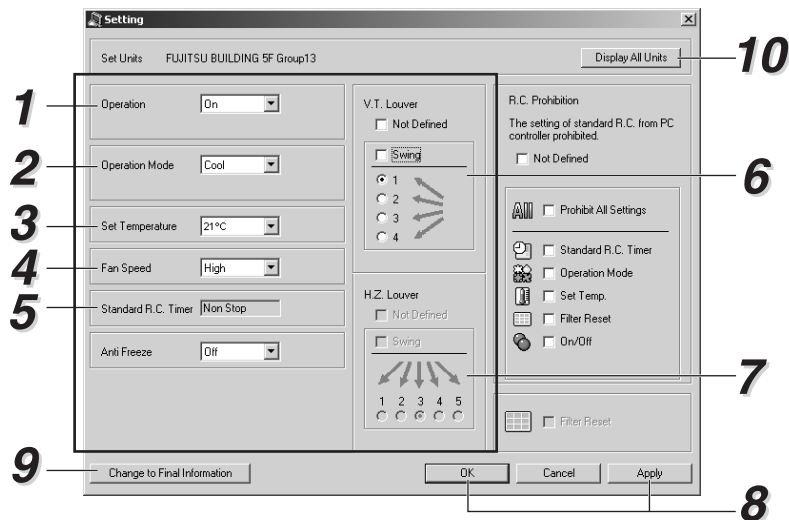 Setting
Set Units FUJITSU BUILDING 5F Group13
Display All Units
10
1
Operation On
2
Operation Mode Cool
3
Set Temperature 21°C
4
Fan Speed High
5
Standard R.C. Timer Non Stop
Anti Freeze Off
V.T. Louver
Not Defined
Swing
1
2
3
4
6
H.Z. Louver
Not Defined
Swing
1 2 3 4 5
7
R.C. Prohibition
The setting of standard R.C. from PC
controller prohibited.
Not Defined
All Prohibit All Settings
Standard R.C. Timer
Operation Mode
Set Temp.
Filter Reset
On/Off
Filter Reset
9
Change to Final Information
OK Cancel Apply
8